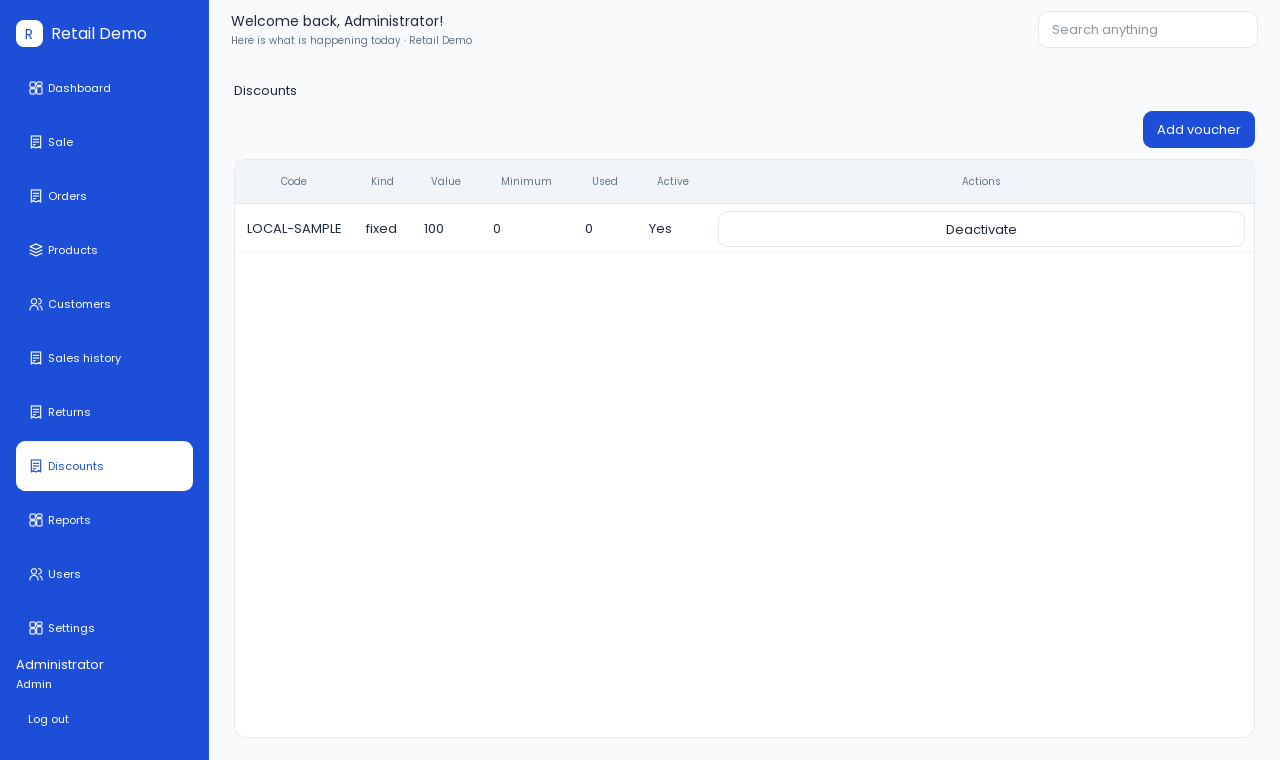 R Retail Demo
Welcome back, Administrator!
Here is what is happening today · Retail Demo
Search anything
Dashboard
Sale
Orders
Products
Customers
Sales history
Returns
Discounts
Reports
Users
Settings
Administrator
Admin
Log out
Discounts
Add voucher
Code Kind Value Minimum Used Active Actions
LOCAL-SAMPLE fixed 100 0 0 Yes Deactivate